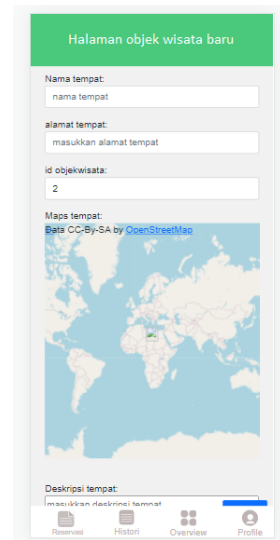 Halaman objek wisata baru
Nama tempat:
nama tempat
alamat tempat:
masukkan alamat tempat
id objekwisata:
2
Maps tempat:
Data CC-By-SA by OpenStreetMap
Deskripsi tempat:
masukkan deskripsi tempat
Reservasi Histori Overview Profile